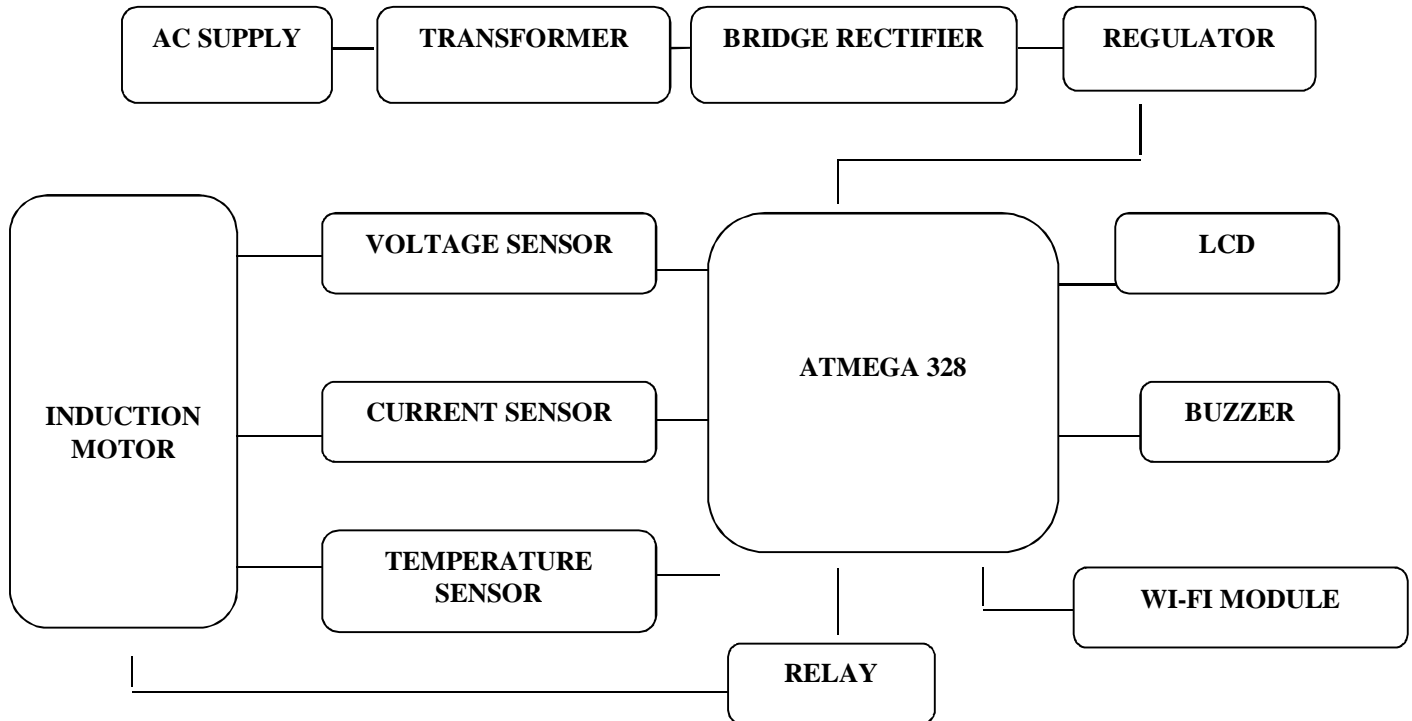 AC SUPPLY
TRANSFORMER
BRIDGE RECTIFIER
REGULATOR
VOLTAGE SENSOR
LCD
ATMEGA 328
CURRENT SENSOR
BUZZER
INDUCTION
MOTOR
TEMPERATURE
SENSOR
WI-FI MODULE
RELAY